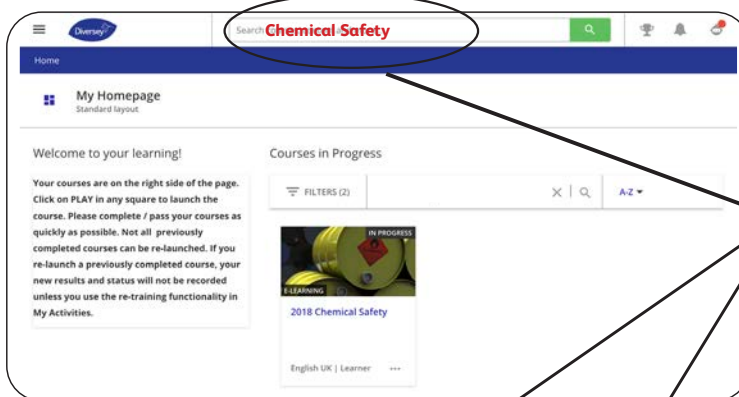 Diversey
Search
Chemical Safety
Home
My Homepage
Standard layout
Welcome to your learning!
Your courses are on the right side of the page.
Click on PLAY in any square to launch the
course. Please complete / pass your courses as
quickly as possible. Not all previously
completed courses can be re-launched. If you
re-launch a previously completed course, your
new results and status will not be recorded
unless you use the re-training functionality in
My Activities.
Courses in Progress
FILTERS (2)
A-Z
IN PROGRESS
E-LEARNING
2018 Chemical Safety
English UK | Learner